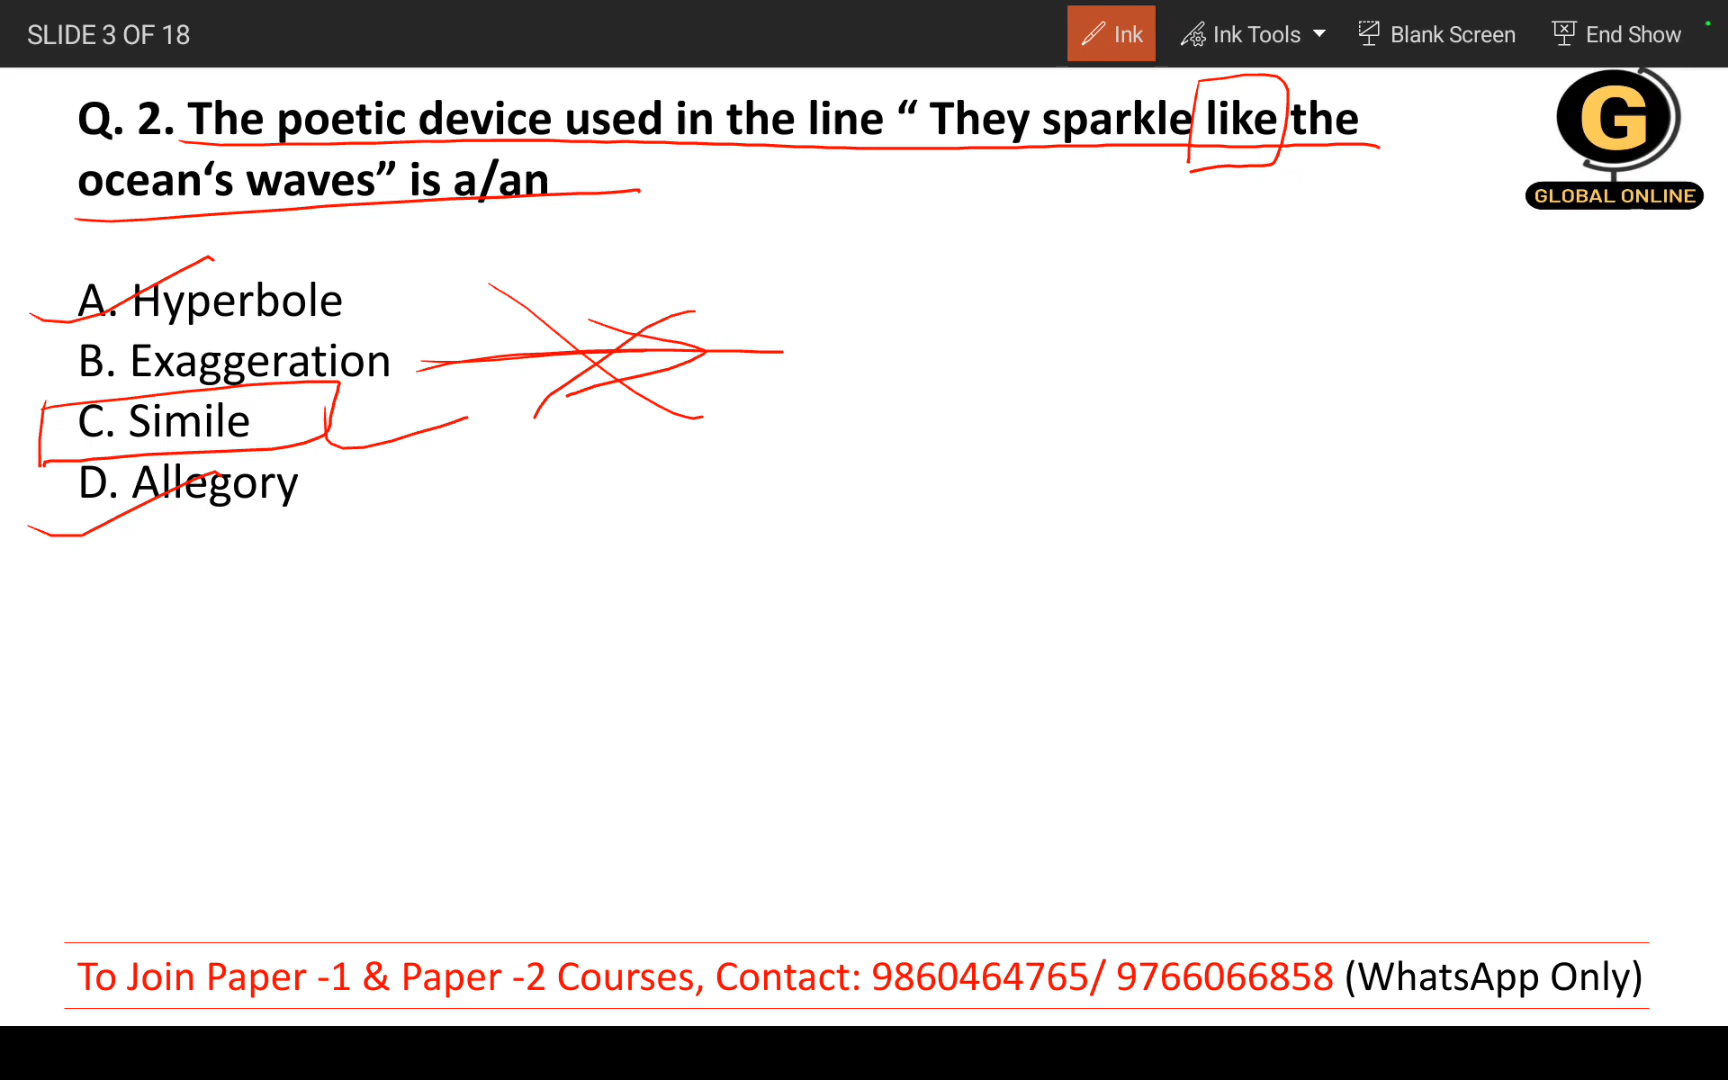 SLIDE 3 OF 18
Ink
Ink Tools
Blank Screen
End Show
Q. 2. The poetic device used in the line “ They sparkle like the
ocean‘s waves” is a/an
G
GLOBAL ONLINE
A. Hyperbole
B. Exaggeration
C. Simile
D. Allegory
To Join Paper -1 & Paper -2 Courses, Contact: 9860464765/ 9766066858 (WhatsApp Only)